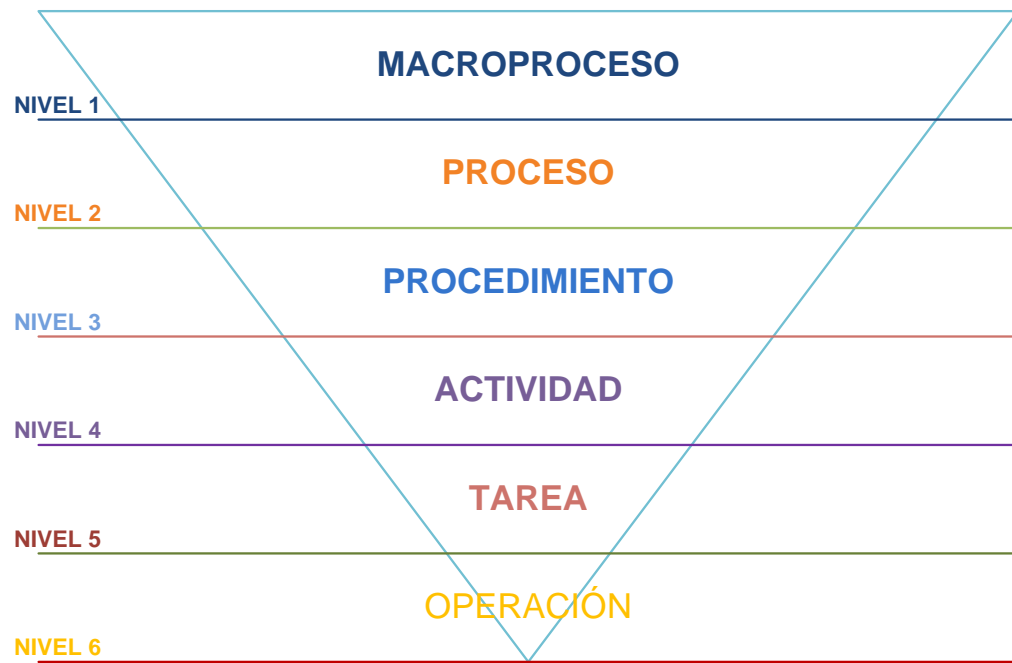 MACROPROCESO
NIVEL 1
PROCESO
NIVEL 2
PROCEDIMIENTO
NIVEL 3
ACTIVIDAD
NIVEL 4
TAREA
NIVEL 5
OPERACIÓN
NIVEL 6